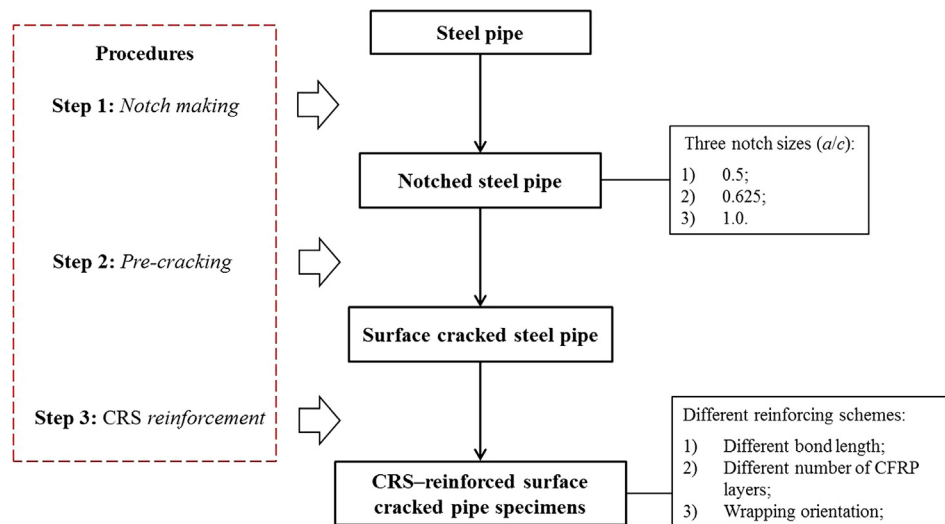 Procedures
Step 1: Notch making
Step 2: Pre-cracking
Step 3: CRS reinforcement
Steel pipe
Notched steel pipe
Three notch sizes (a/c):
1) 0.5;
2) 0.625;
3) 1.0.
Surface cracked steel pipe
CRS–reinforced surface
cracked pipe specimens
Different reinforcing schemes:
1) Different bond length;
2) Different number of CFRP
layers;
3) Wrapping orientation;